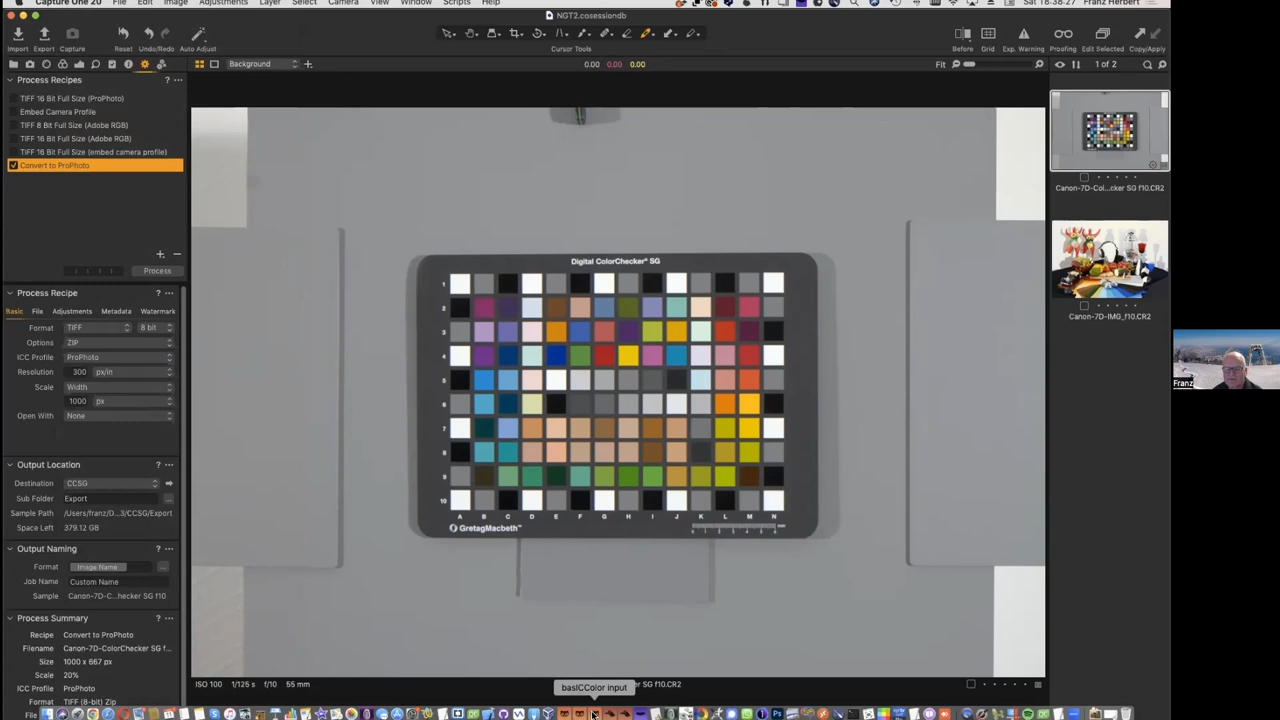 Capture One 20 File Edit View Adjustments Image Layer Select Camera View Window Scripts Help
Sat 18:38:27 Franz Herbert
NGT2.cosessiondb
Import Export Capture Reset Undo/Redo Auto Adjust Cursor Tools Before Grid Exp. Warning Proofing Edit Selected Copy/Apply
Background 0.00 0.00 0.00 Fit 1 of 2
Process Recipes ? ...
TIFF 16 Bit Full Size (ProPhoto)
Embed Camera Profile
TIFF 8 Bit Full Size (Adobe RGB)
TIFF 16 Bit Full Size (Adobe RGB)
TIFF 16 Bit Full Size (embed camera profile)
Convert to ProPhoto
Process
Process Recipe ? ...
Basic File Adjustments Metadata Watermark
Format TIFF 8 bit
Options ZIP
ICC Profile ProPhoto
Resolution 300 px/in
Scale Width
1000 px
Open With None
Output Location ? ...
Destination CCSG
Sub Folder Export ...
Sample Path /Users/franz/D...3/CCSG/Export
Space Left 379.12 GB
Output Naming ? ...
Format Image Name ...
Job Name Custom Name
Sample Canon-7D-C...hecker SG f10
Process Summary ? ...
Recipe Convert to ProPhoto
Filename Canon-7D-ColorChecker SG f...
Size 1000 x 667 px
Scale 20%
ICC Profile ProPhoto
Format TIFF (8-bit) Zip
Digital ColorChecker® SG
1
2
3
4
5
6
7
8
9
10
A B C D E F G H I J K L M N
GretagMacbeth™
ISO 100 1/125 s f/10 55 mm
SG f10.CR2
basICColor input
Canon-7D-Col...cker SG f10.CR2
Canon-7D-IMG_f10.CR2
Franz